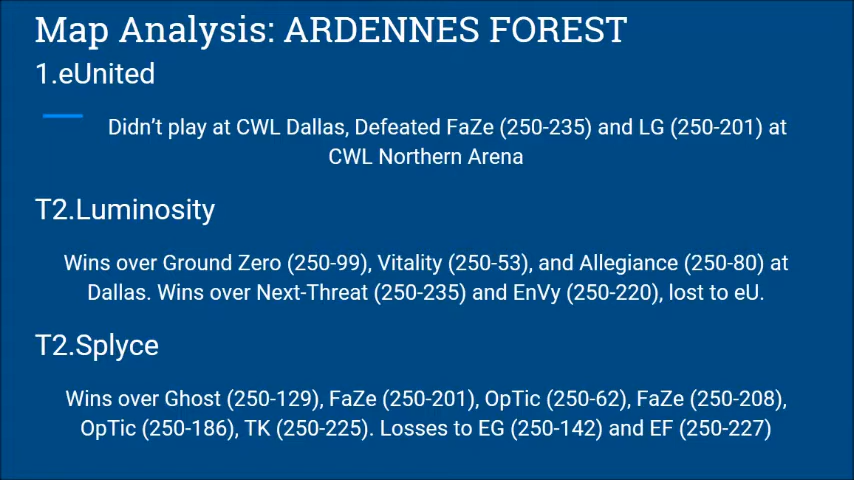 Map Analysis: ARDENNES FOREST
1.eUnited
Didn't play at CWL Dallas, Defeated FaZe (250-235) and LG (250-201) at
CWL Northern Arena
T2.Luminosity
Wins over Ground Zero (250-99), Vitality (250-53), and Allegiance (250-80) at
Dallas. Wins over Next-Threat (250-235) and EnVy (250-220), lost to eU.
T2.Splyce
Wins over Ghost (250-129), FaZe (250-201), OpTic (250-62), FaZe (250-208),
OpTic (250-186), TK (250-225). Losses to EG (250-142) and EF (250-227)